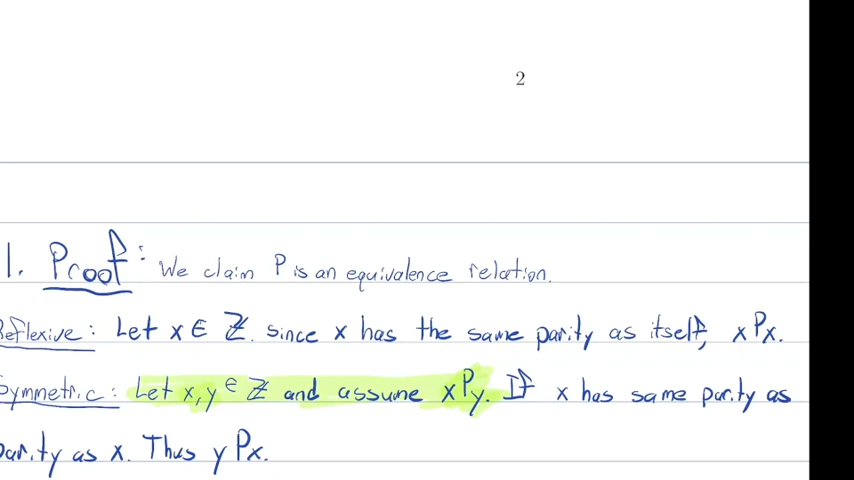 2
1. Proof: We claim P is an equivalence relation.
Reflexive: Let x ∈ ℤ. since x has the same parity as itself, xPx.
Symmetric: Let x, y ∈ ℤ and assume xPy. If x has same parity as
parity as x. Thus yPx.